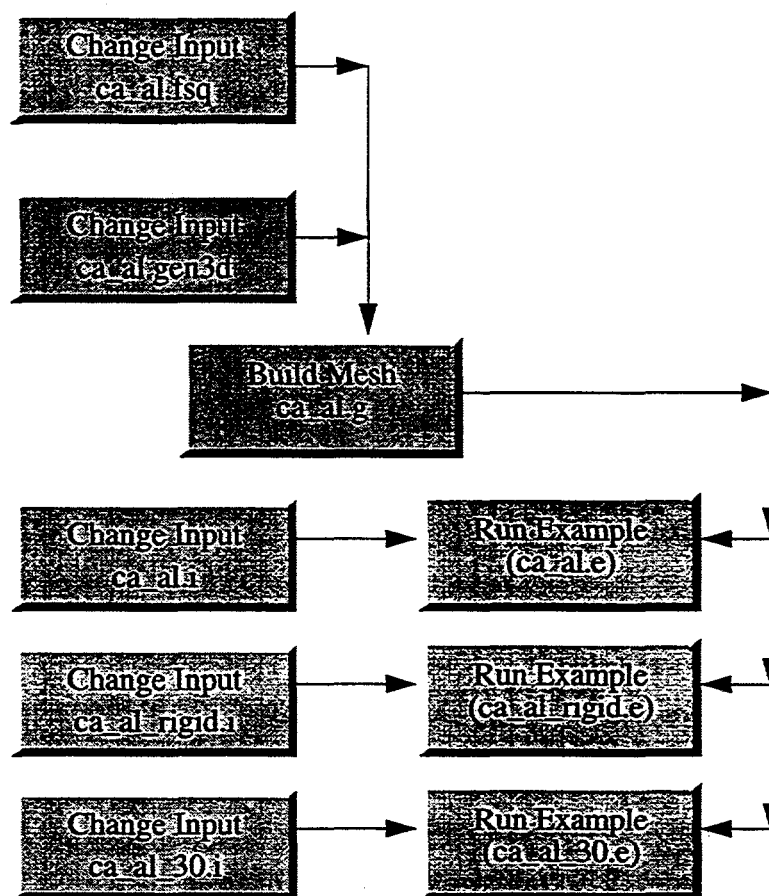 Change Input
ca_al.fsq
Change Input
ca_al.gen3d
Build Mesh
ca_al.g
Change Input
ca_al.i
Run Example
(ca_al.e)
Change Input
ca_al_rigid.i
Run Example
(ca_al_rigid.e)
Change Input
ca_al_30.i
Run Example
(ca_al_30.e)